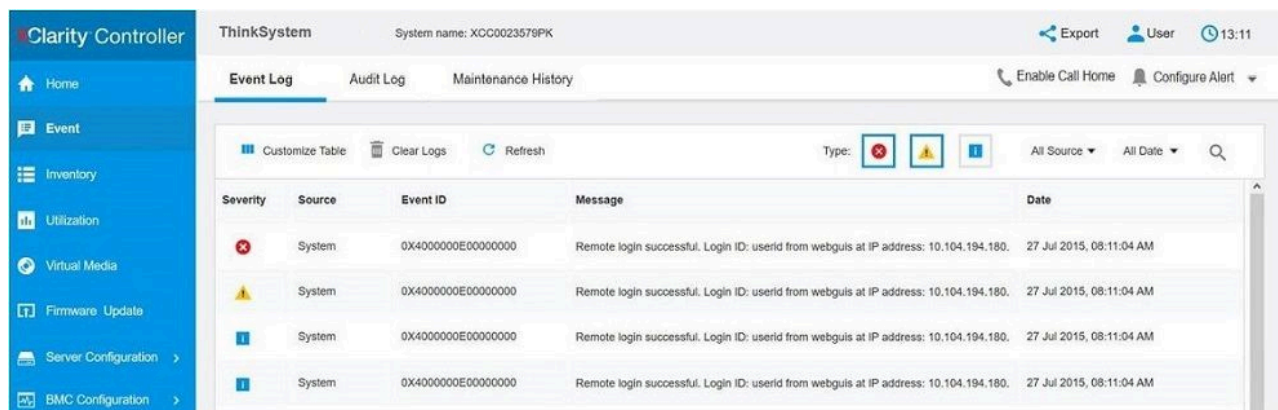 XClarity Controller
ThinkSystem System name: XCC0023579PK Export User 13:11
Home
Event Log Audit Log Maintenance History Enable Call Home Configure Alert
Event
Customize Table Clear Logs Refresh Type: All Source All Date
Inventory
Severity Source Event ID Message Date
Utilization
System 0X4000000E00000000 Remote login successful. Login ID: userid from webguis at IP address: 10.104.194.180. 27 Jul 2015, 08:11:04 AM
Virtual Media
System 0X4000000E00000000 Remote login successful. Login ID: userid from webguis at IP address: 10.104.194.180. 27 Jul 2015, 08:11:04 AM
Firmware Update
System 0X4000000E00000000 Remote login successful. Login ID: userid from webguis at IP address: 10.104.194.180. 27 Jul 2015, 08:11:04 AM
Server Configuration
System 0X4000000E00000000 Remote login successful. Login ID: userid from webguis at IP address: 10.104.194.180. 27 Jul 2015, 08:11:04 AM
BMC Configuration